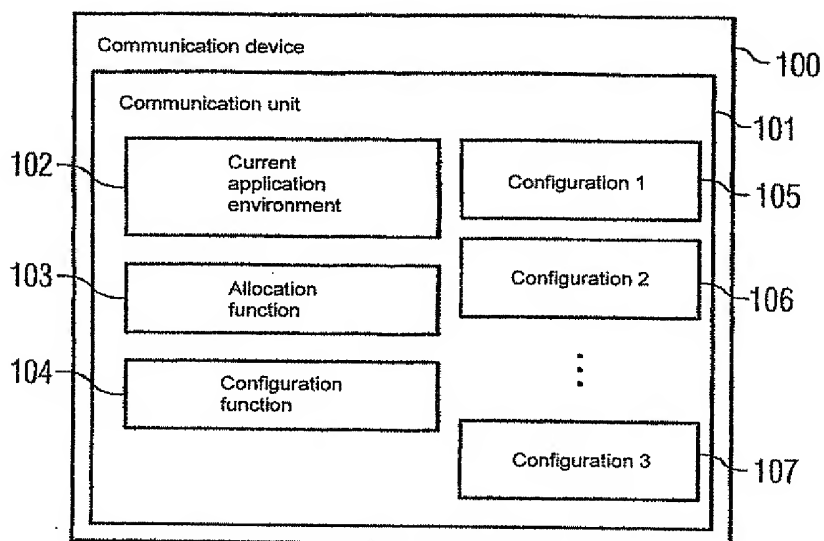 Communication device
100
Communication unit
101
102
Current
application
environment
Configuration 1
105
103
Allocation
function
Configuration 2
106
104
Configuration
function
Configuration 3
107